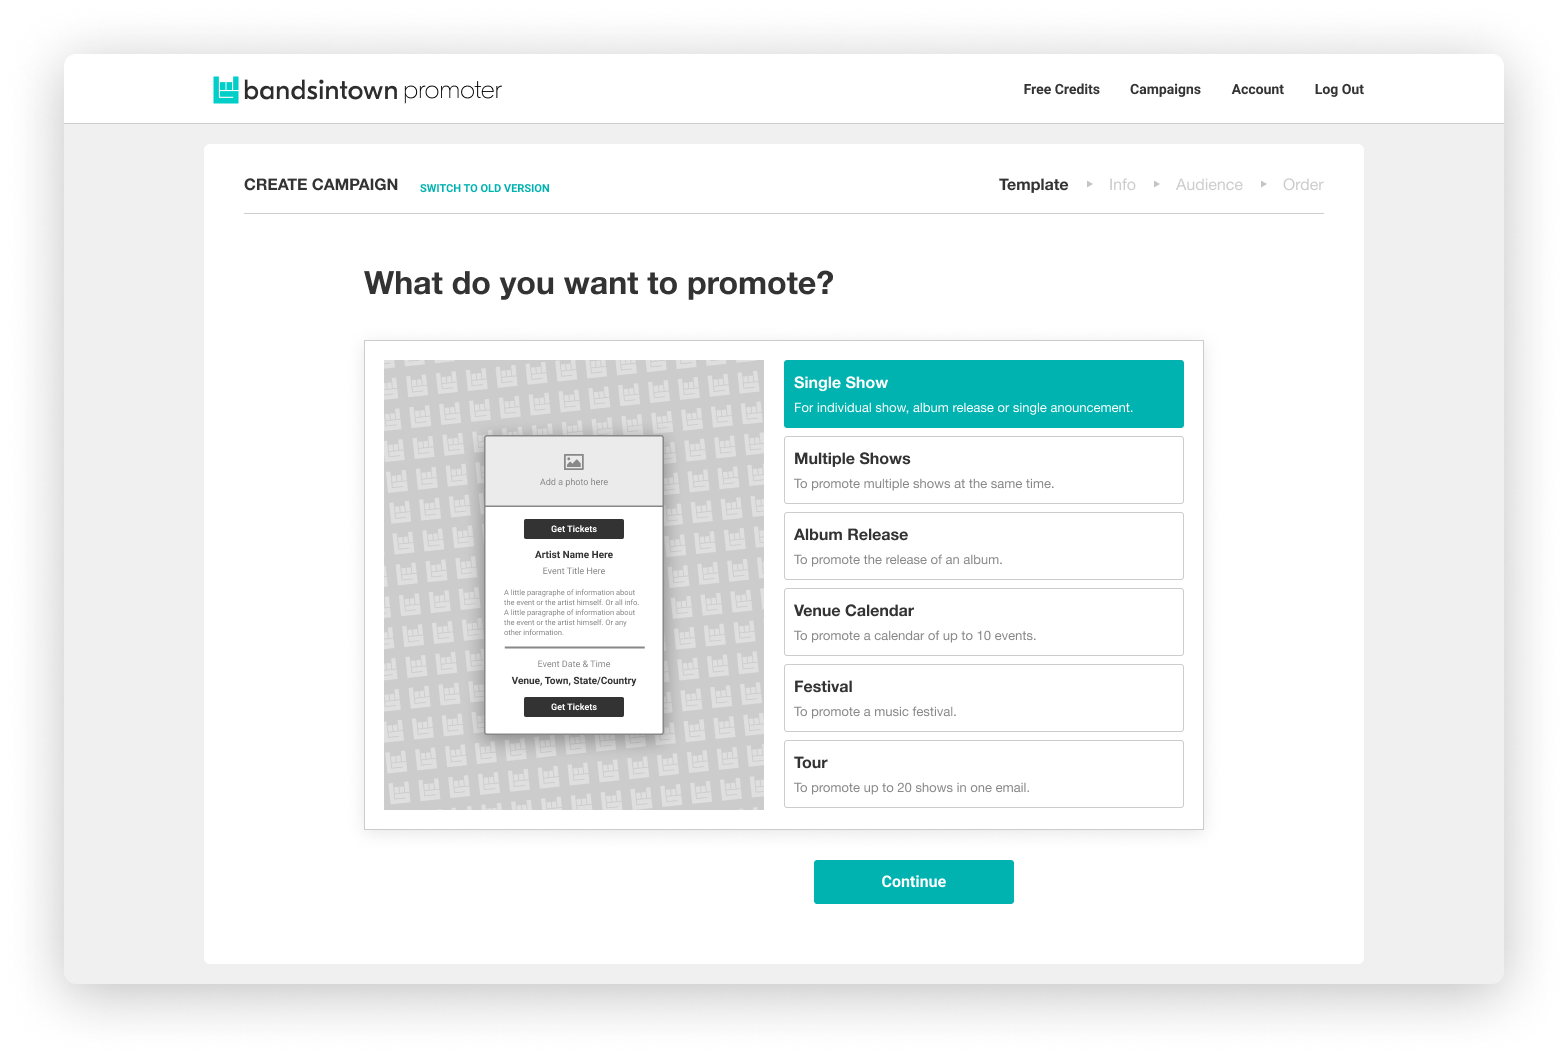 bandsintown promoter
Free Credits
Campaigns
Account
Log Out
CREATE CAMPAIGN
SWITCH TO OLD VERSION
Template
Info
Audience
Order
What do you want to promote?
Add a photo here
Get Tickets
Artist Name Here
Event Title Here
A little paragraphe of information about
the event or the artist himself. Or all info.
A little paragraphe of information about
the event or the artist himself. Or any
other information.
Event Date & Time
Venue, Town, State/Country
Get Tickets
Single Show
For individual show, album release or single anouncement.
Multiple Shows
To promote multiple shows at the same time.
Album Release
To promote the release of an album.
Venue Calendar
To promote a calendar of up to 10 events.
Festival
To promote a music festival.
Tour
To promote up to 20 shows in one email.
Continue